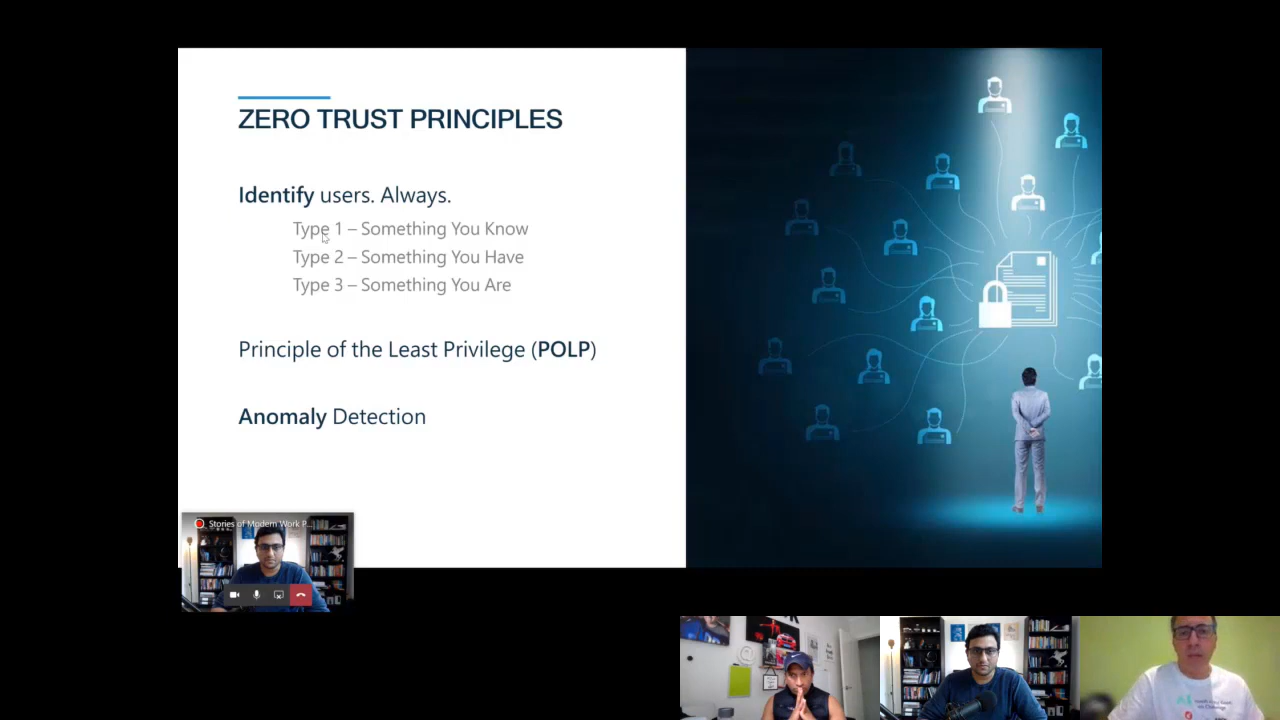 ZERO TRUST PRINCIPLES
Identify users. Always.
Type 1 – Something You Know
Type 2 – Something You Have
Type 3 – Something You Are
Principle of the Least Privilege (POLP)
Anomaly Detection
Stories of Modern Work P...